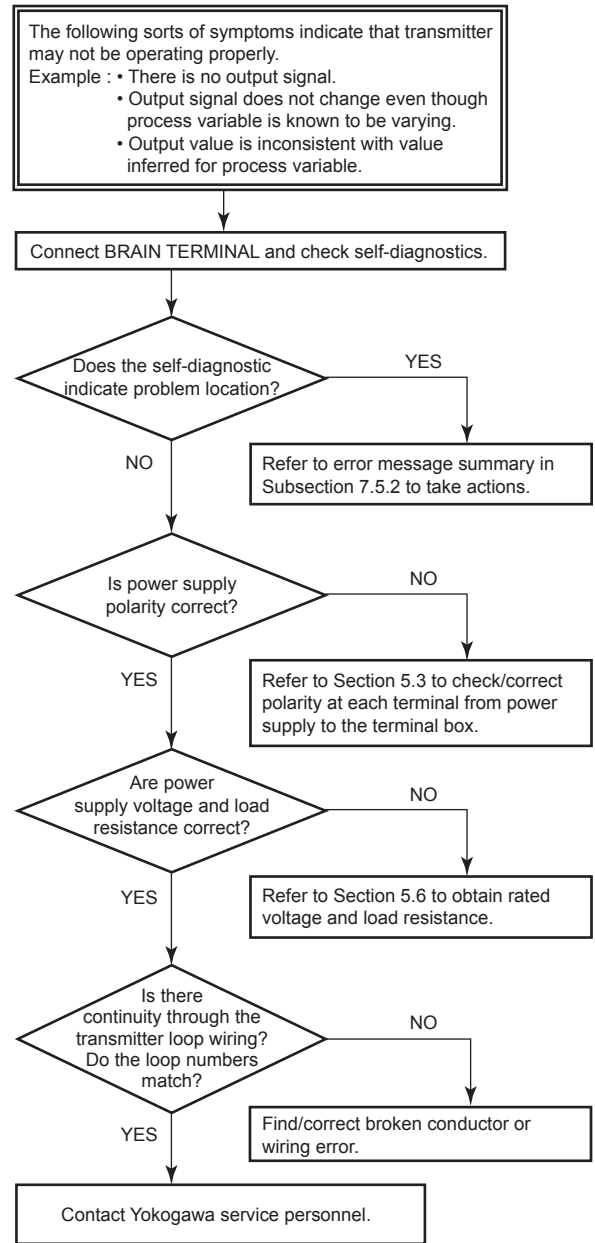 The following sorts of symptoms indicate that transmitter
may not be operating properly.
Example : • There is no output signal.
• Output signal does not change even though
process variable is known to be varying.
• Output value is inconsistent with value
inferred for process variable.
Connect BRAIN TERMINAL and check self-diagnostics.
Does the self-diagnostic
indicate problem location?
YES
NO
Refer to error message summary in
Subsection 7.5.2 to take actions.
Is power supply
polarity correct?
NO
YES
Refer to Section 5.3 to check/correct
polarity at each terminal from power
supply to the terminal box.
Are power
supply voltage and load
resistance correct?
NO
YES
Refer to Section 5.6 to obtain rated
voltage and load resistance.
Is there
continuity through the
transmitter loop wiring?
Do the loop numbers
match?
NO
YES
Find/correct broken conductor or
wiring error.
Contact Yokogawa service personnel.